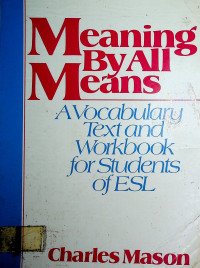 Meaning
By All
Means
A Vocabulary
Text and
Workbook
for Students
of ESL
Charles Mason